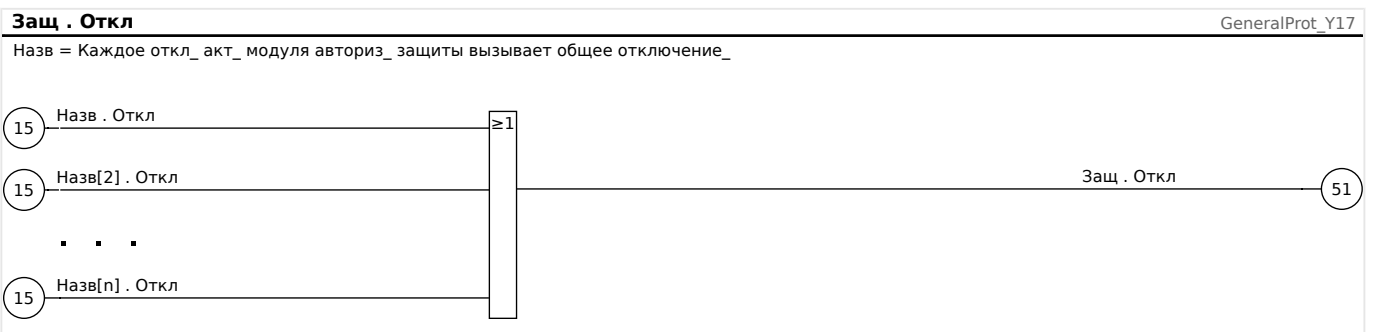 Защ . Откл
GeneralProt_Y17
Назв = Каждое откл_ акт_ модуля авториз_ защиты вызывает общее отключение_
Назв . Откл
15
≥1
Назв[2] . Откл
15
Защ . Откл
51
Назв[n] . Откл
15